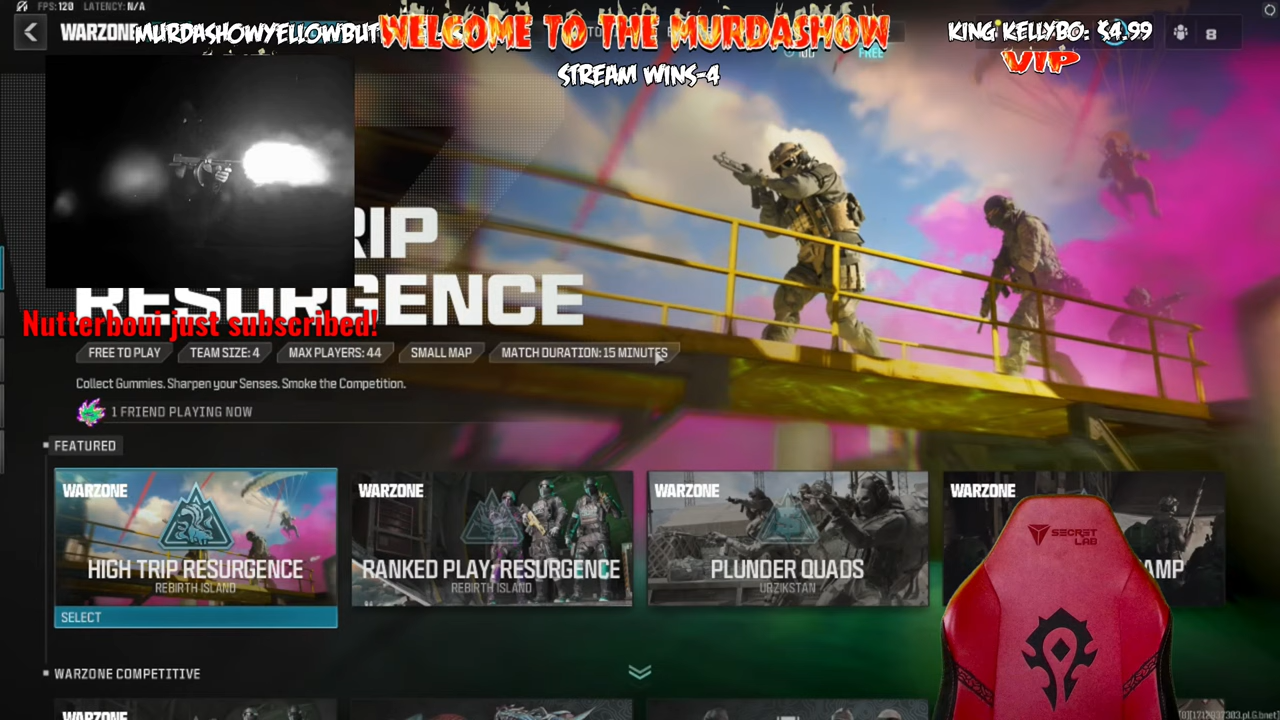 FPS: 120 LATENCY: N/A
WARZONE
MURDASHOWYELLOWBUT
WELCOME TO THE MURDASHOW
KING KELLYBO: $4.99
8
VIP
100
FREE
STREAM WINS-4
RIP
RESURGENCE
Nutterboui just subscribed!
FREE TO PLAY
TEAM SIZE: 4
MAX PLAYERS: 44
SMALL MAP
MATCH DURATION: 15 MINUTES
Collect Gummies. Sharpen your Senses. Smoke the Competition.
1 FRIEND PLAYING NOW
FEATURED
WARZONE
HIGH TRIP RESURGENCE
REBIRTH ISLAND
SELECT
WARZONE
RANKED PLAY: RESURGENCE
REBIRTH ISLAND
WARZONE
PLUNDER QUADS
URZIKSTAN
WARZONE
AMP
SECRET
LAB
WARZONE COMPETITIVE
WARZONE